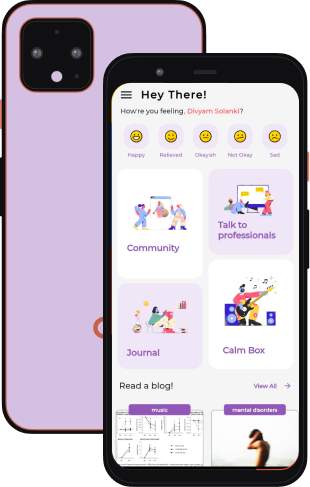 Hey There!
How're you feeling, Divyam Solanki?
Happy Relieved Okayish Not Okay Sad
Talk to
professionals
Community
Journal
Calm Box
Read a blog!
View All
music
mental disorders